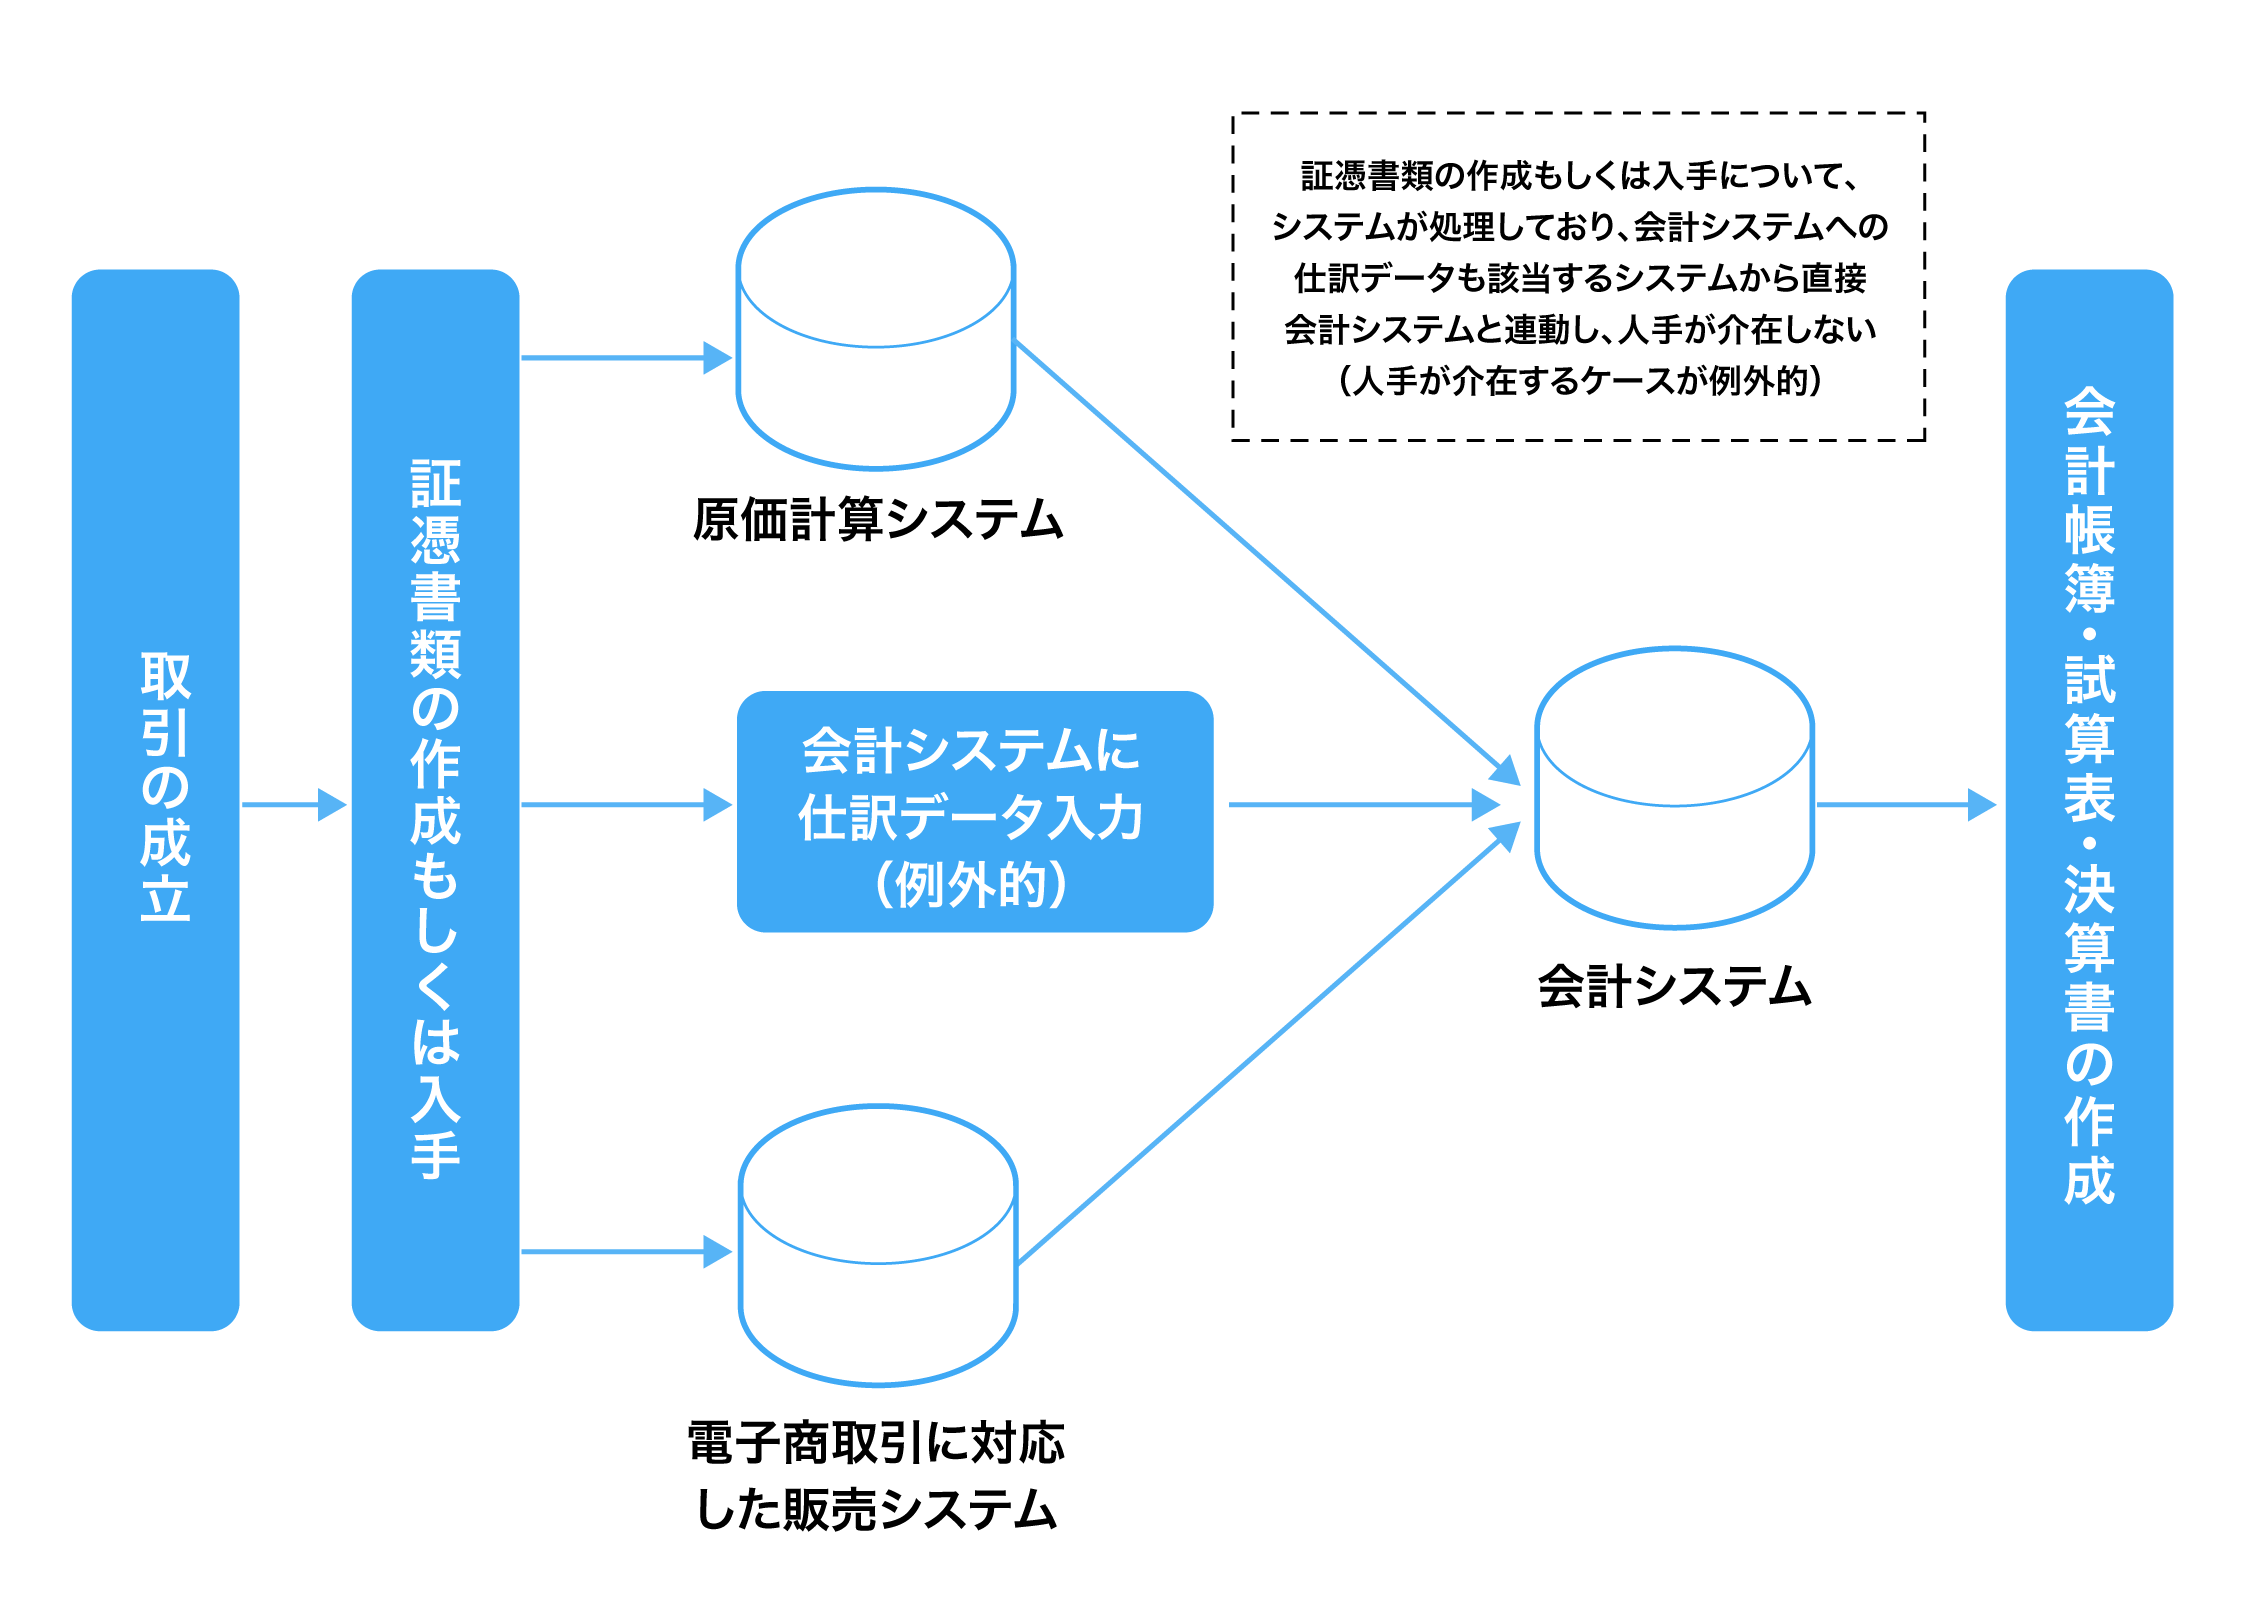 取引の成立
証憑書類の作成もしくは入手
原価計算システム
会計システムに
仕訳データ入力
（例外的）
電子商取引に対応
した販売システム
証憑書類の作成もしくは入手について、
システムが処理しており、会計システムへの
仕訳データも該当するシステムから直接
会計システムと連動し、人手が介在しない
（人手が介在するケースが例外的）
会計システム
会計帳簿・試算表・決算書の作成